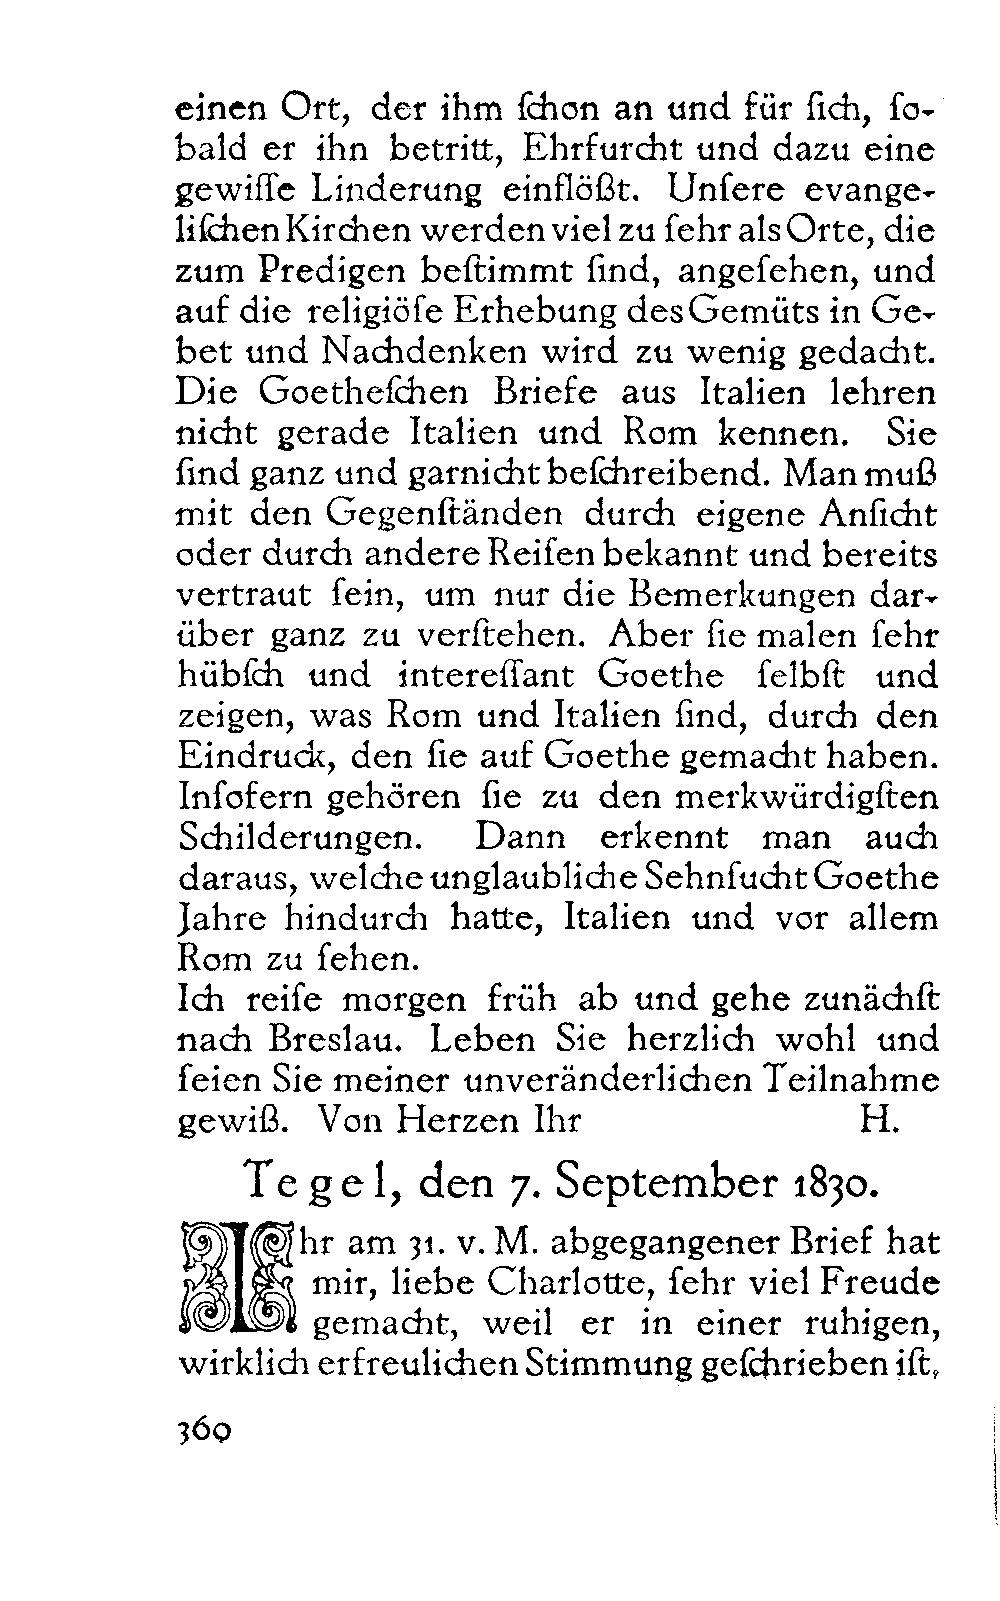 einen Ort, der ihm ſchon an und für ſich, ſo-
bald er ihn betritt, Ehrfurcht und dazu eine
gewiſſe Linderung einflößt. Unſere evange-
liſchen Kirchen werden viel zu ſehr als Orte, die
zum Predigen beſtimmt ſind, angeſehen, und
auf die religiöſe Erhebung des Gemüts in Ge-
bet und Nachdenken wird zu wenig gedacht.
Die Goetheſchen Briefe aus Italien lehren
nicht gerade Italien und Rom kennen. Sie
ſind ganz und garnicht beſchreibend. Man muß
mit den Gegenſtänden durch eigene Anſicht
oder durch andere Reiſen bekannt und bereits
vertraut ſein, um nur die Bemerkungen dar-
über ganz zu verſtehen. Aber ſie malen ſehr
hübſch und intereſſant Goethe ſelbſt und
zeigen, was Rom und Italien ſind, durch den
Eindruck, den ſie auf Goethe gemacht haben.
Inſofern gehören ſie zu den merkwürdigſten
Schilderungen. Dann erkennt man auch
daraus, welche unglaubliche Sehnſucht Goethe
Jahre hindurch hatte, Italien und vor allem
Rom zu ſehen.
Ich reiſe morgen früh ab und gehe zunächſt
nach Breslau. Leben Sie herzlich wohl und
ſeien Sie meiner unveränderlichen Teilnahme
gewiß. Von Herzen Ihr H.
Tegel, den 7. September 1830.
Ihr am 31. v. M. abgegangener Brief hat
mir, liebe Charlotte, ſehr viel Freude
gemacht, weil er in einer ruhigen,
wirklich erfreulichen Stimmung geſchrieben iſt,
360